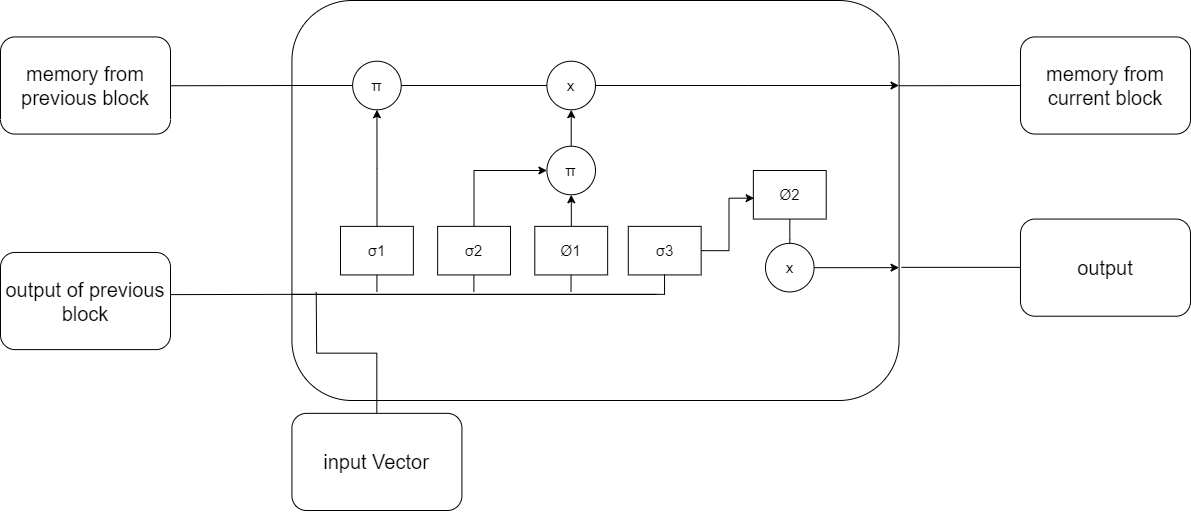 memory from
previous block
π
x
memory from
current block
π
Ø2
σ1
σ2
Ø1
σ3
x
output
output of previous
block
input Vector